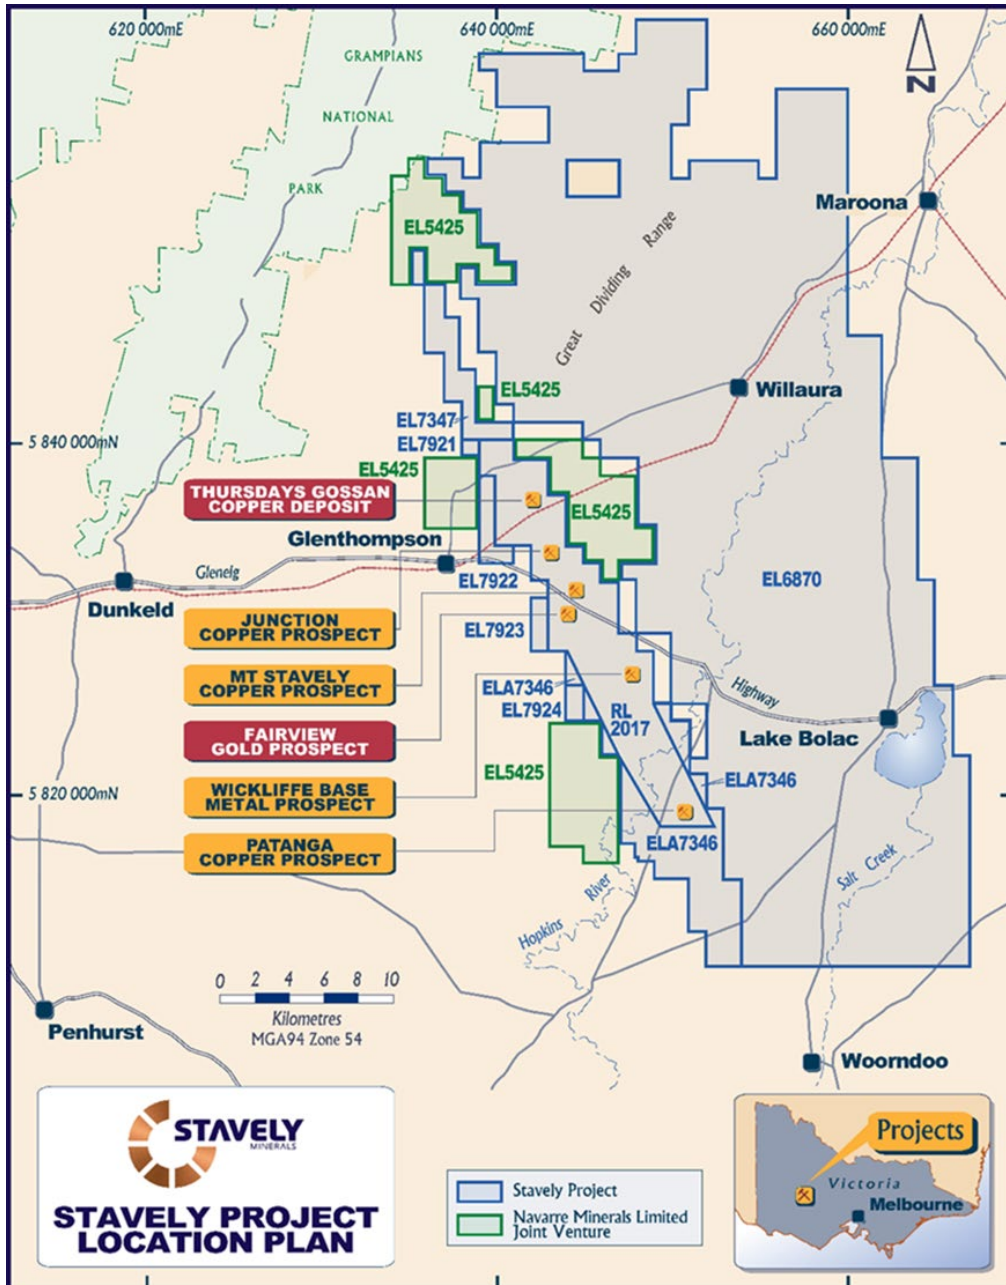 620 000mE
640 000mE
660 000mE
N
GRAMPIANS
NATIONAL
PARK
Maroona
EL5425
Great Dividing Range
Willaura
EL5425
EL7347
5 840 000mN
EL7921
EL5425
THURSDAYS GOSSAN
COPPER DEPOSIT
EL5425
Glenthompson
Glenelg
EL7922
EL6870
Dunkeld
JUNCTION
COPPER PROSPECT
EL7923
MT STAVELY
COPPER PROSPECT
ELA7346
Highway
EL7924
RL
2017
FAIRVIEW
GOLD PROSPECT
Lake Bolac
EL5425
ELA7346
WICKLIFFE BASE
METAL PROSPECT
5 820 000mN
PATANGA
COPPER PROSPECT
ELA7346
Salt Creek
Hopkins River
0 2 4 6 8 10
Kilometres
MGA94 Zone 54
Penhurst
Woorndoo
STAVELY
MINERALS
STAVELY PROJECT
LOCATION PLAN
Stavely Project
Navarre Minerals Limited
Joint Venture
Projects
Victoria
Melbourne